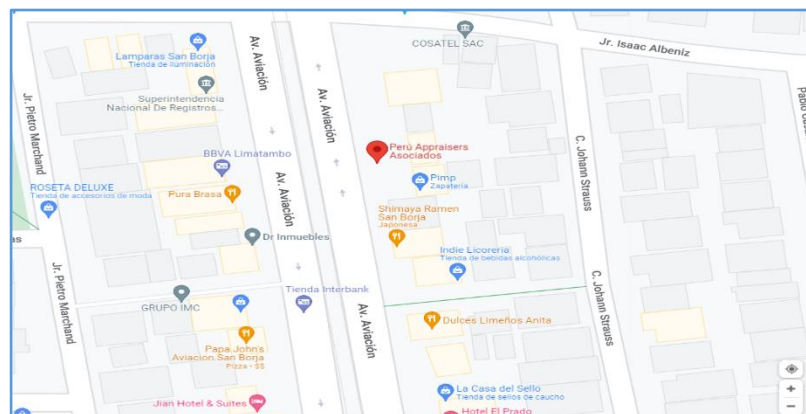 COSATEL SAC
Jr. Isaac Albeniz
Lamparas San Borja
Tienda de iluminación
Av. Aviación
Superintendencia
Nacional De Registros...
Av. Aviación
Jr. Pietro Marchand
Perú Appraisers
Asociados
C. Johann Strauss
BBVA Limatambo
Pimp
Zapatería
ROSETA DELUXE
Tienda de accesorios de moda
Pura Brasa
Shimaya Ramen
San Borja
Japonesa
Av. Aviación
Dr Inmuebles
Indie Licorería
Tienda de bebidas alcohólicas
as
Jr. Pietro Marchand
Tienda Interbank
C. Johann Strauss
GRUPO IMC
Av. Aviación
Dulces Limeños Anita
Papa John's
Aviacion San Borja
Pizza - $$
La Casa del Sello
Tienda de sellos de caucho
Jian Hotel & Suites
Hotel El Prado